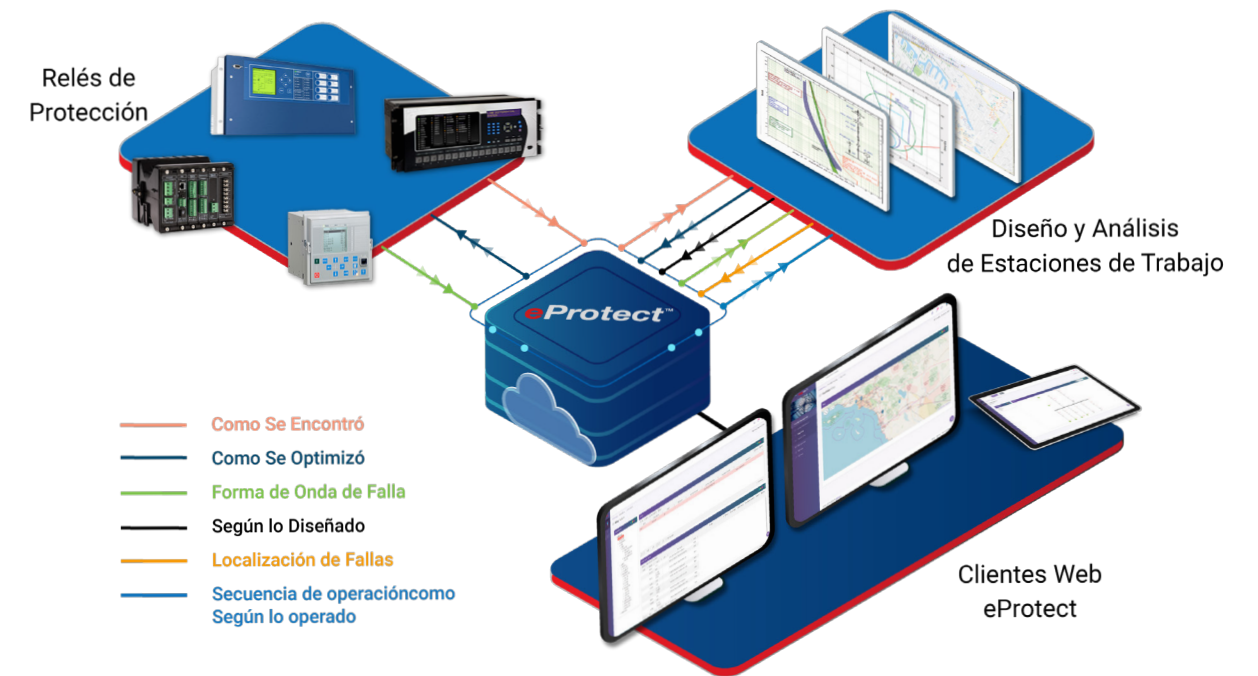 Relés de
Protección
Diseño y Análisis
de Estaciones de Trabajo
eProtect™
Como Se Encontró
Como Se Optimizó
Forma de Onda de Falla
Según lo Diseñado
Localización de Fallas
Secuencia de operacióncomo
Según lo operado
Clientes Web
eProtect